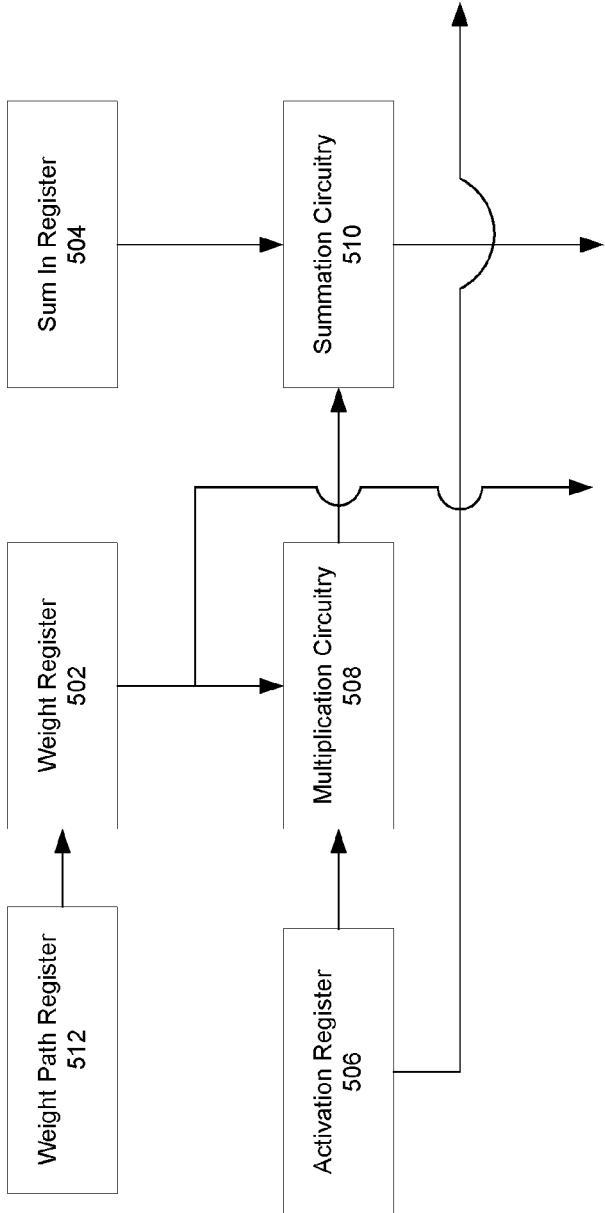 Weight Path Register
512
Weight Register
502
Sum In Register
504
Activation Register
506
Multiplication Circuitry
508
Summation Circuitry
510